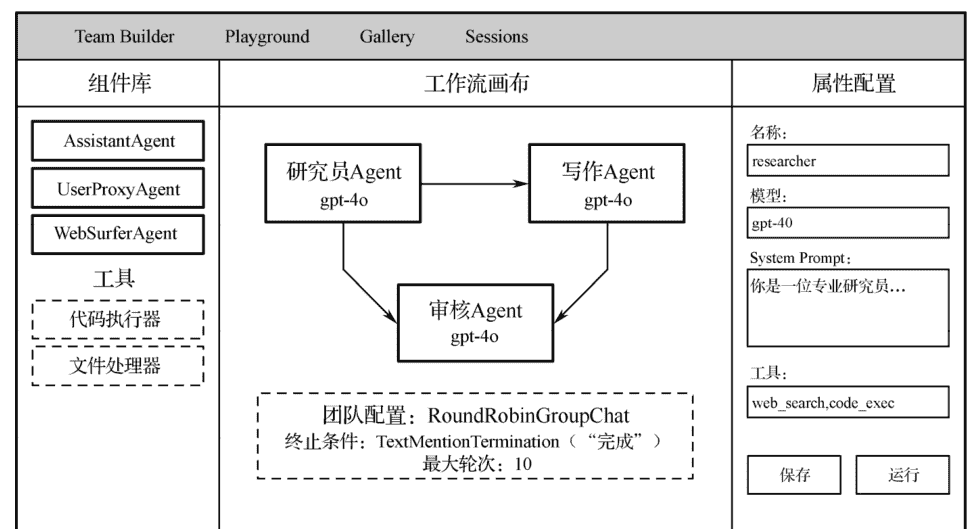 Team Builder Playground Gallery Sessions
组件库
AssistantAgent
UserProxyAgent
WebSurferAgent
工具
代码执行器
文件处理器
工作流画布
研究员Agent
gpt-4o
写作Agent
gpt-4o
审核Agent
gpt-4o
团队配置：RoundRobinGroupChat
终止条件：TextMentionTermination（“完成”）
最大轮次：10
属性配置
名称：
researcher
模型：
gpt-40
System Prompt：
你是一位专业研究员…
工具：
web_search,code_exec
保存
运行